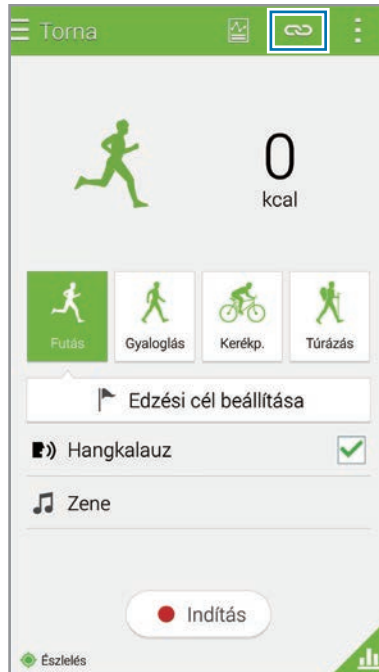 Torna
0
kcal
Futás
Gyaloglás
Kerékp.
Túrázás
Edzési cél beállítása
Hangkalauz
Zene
Indítás
Észlelés